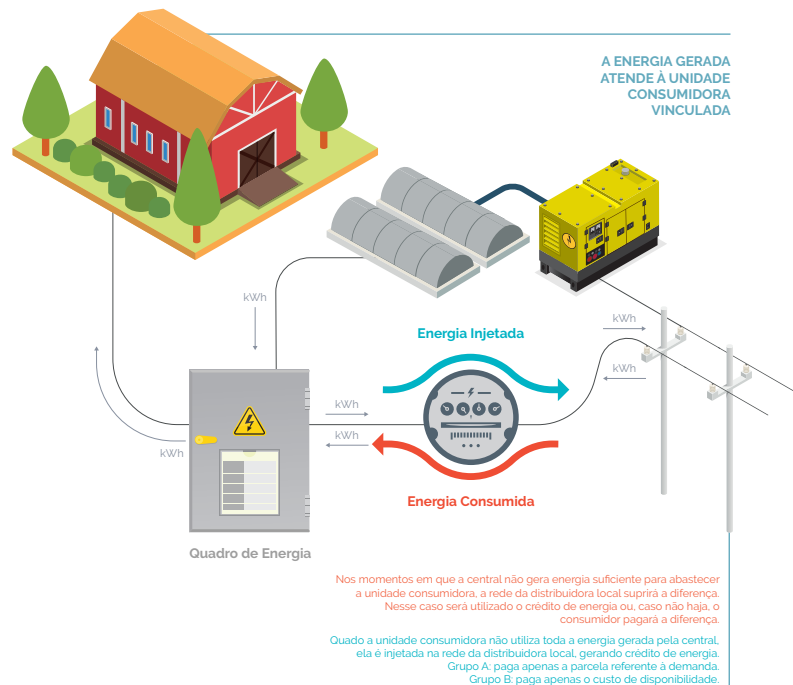 A ENERGIA GERADA
ATENDE À UNIDADE
CONSUMIDORA
VINCULADA
kWh
Energia Injetada
kWh
kWh
kWh
kWh
kWh
Energia Consumida
Quadro de Energia
Nos momentos em que a central não gera energia suficiente para abastecer
a unidade consumidora, a rede da distribuidora local suprirá a diferença.
Nesse caso será utilizado o crédito de energia ou, caso não haja, o
consumidor pagará a diferença.
Quado a unidade consumidora não utiliza toda a energia gerada pela central,
ela é injetada na rede da distribuidora local, gerando crédito de energia.
Grupo A: paga apenas a parcela referente à demanda.
Grupo B: paga apenas o custo de disponibilidade.